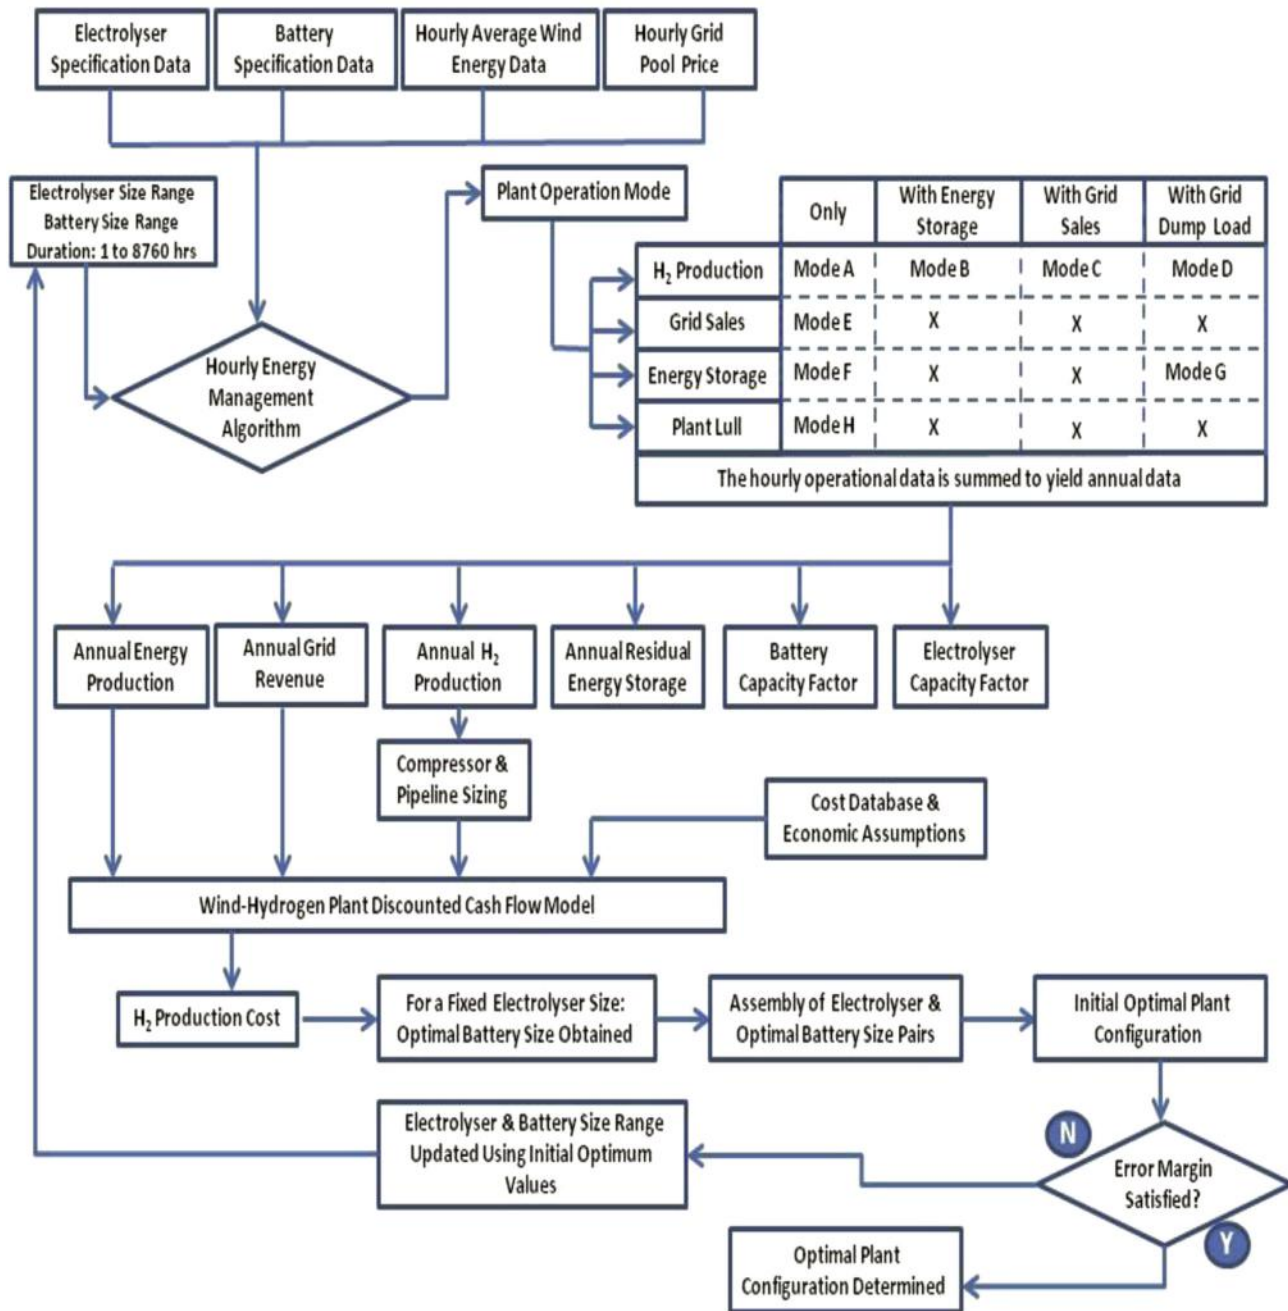 Electrolyser
Specification Data
Battery
Specification Data
Hourly Average Wind
Energy Data
Hourly Grid
Pool Price
Electrolyser Size Range
Battery Size Range
Duration: 1 to 8760 hrs
Hourly Energy
Management
Algorithm
Plant Operation Mode
Only
With Energy
Storage
With Grid
Sales
With Grid
Dump Load
H₂ Production Mode A Mode B Mode C Mode D
Grid Sales Mode E X X X
Energy Storage Mode F X X Mode G
Plant Lull Mode H X X X
The hourly operational data is summed to yield annual data
Annual Energy
Production
Annual Grid
Revenue
Annual H₂
Production
Annual Residual
Energy Storage
Battery
Capacity Factor
Electrolyser
Capacity Factor
Compressor &
Pipeline Sizing
Cost Database &
Economic Assumptions
Wind-Hydrogen Plant Discounted Cash Flow Model
H₂ Production Cost
For a Fixed Electrolyser Size:
Optimal Battery Size Obtained
Assembly of Electrolyser &
Optimal Battery Size Pairs
Initial Optimal Plant
Configuration
Electrolyser & Battery Size Range
Updated Using Initial Optimum
Values
N
Error Margin
Satisfied?
Y
Optimal Plant
Configuration Determined